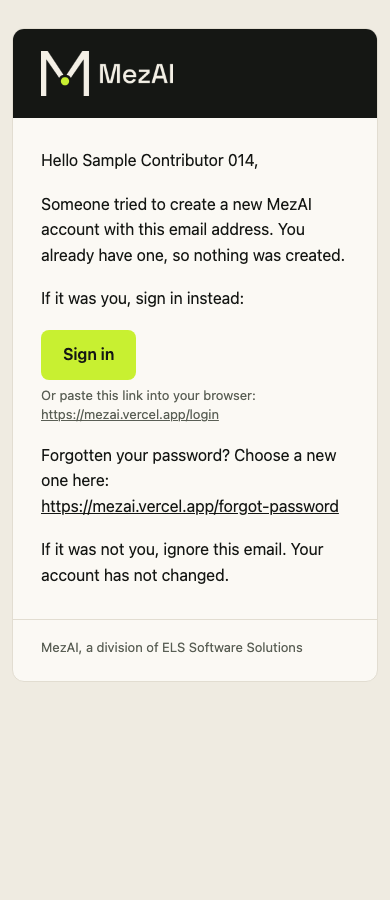 MezAI
Hello Sample Contributor 014,
Someone tried to create a new MezAI
account with this email address. You
already have one, so nothing was created.
If it was you, sign in instead:
Sign in
Or paste this link into your browser:
https://mezai.vercel.app/login
Forgotten your password? Choose a new
one here:
https://mezai.vercel.app/forgot-password
If it was not you, ignore this email. Your
account has not changed.
MezAI, a division of ELS Software Solutions